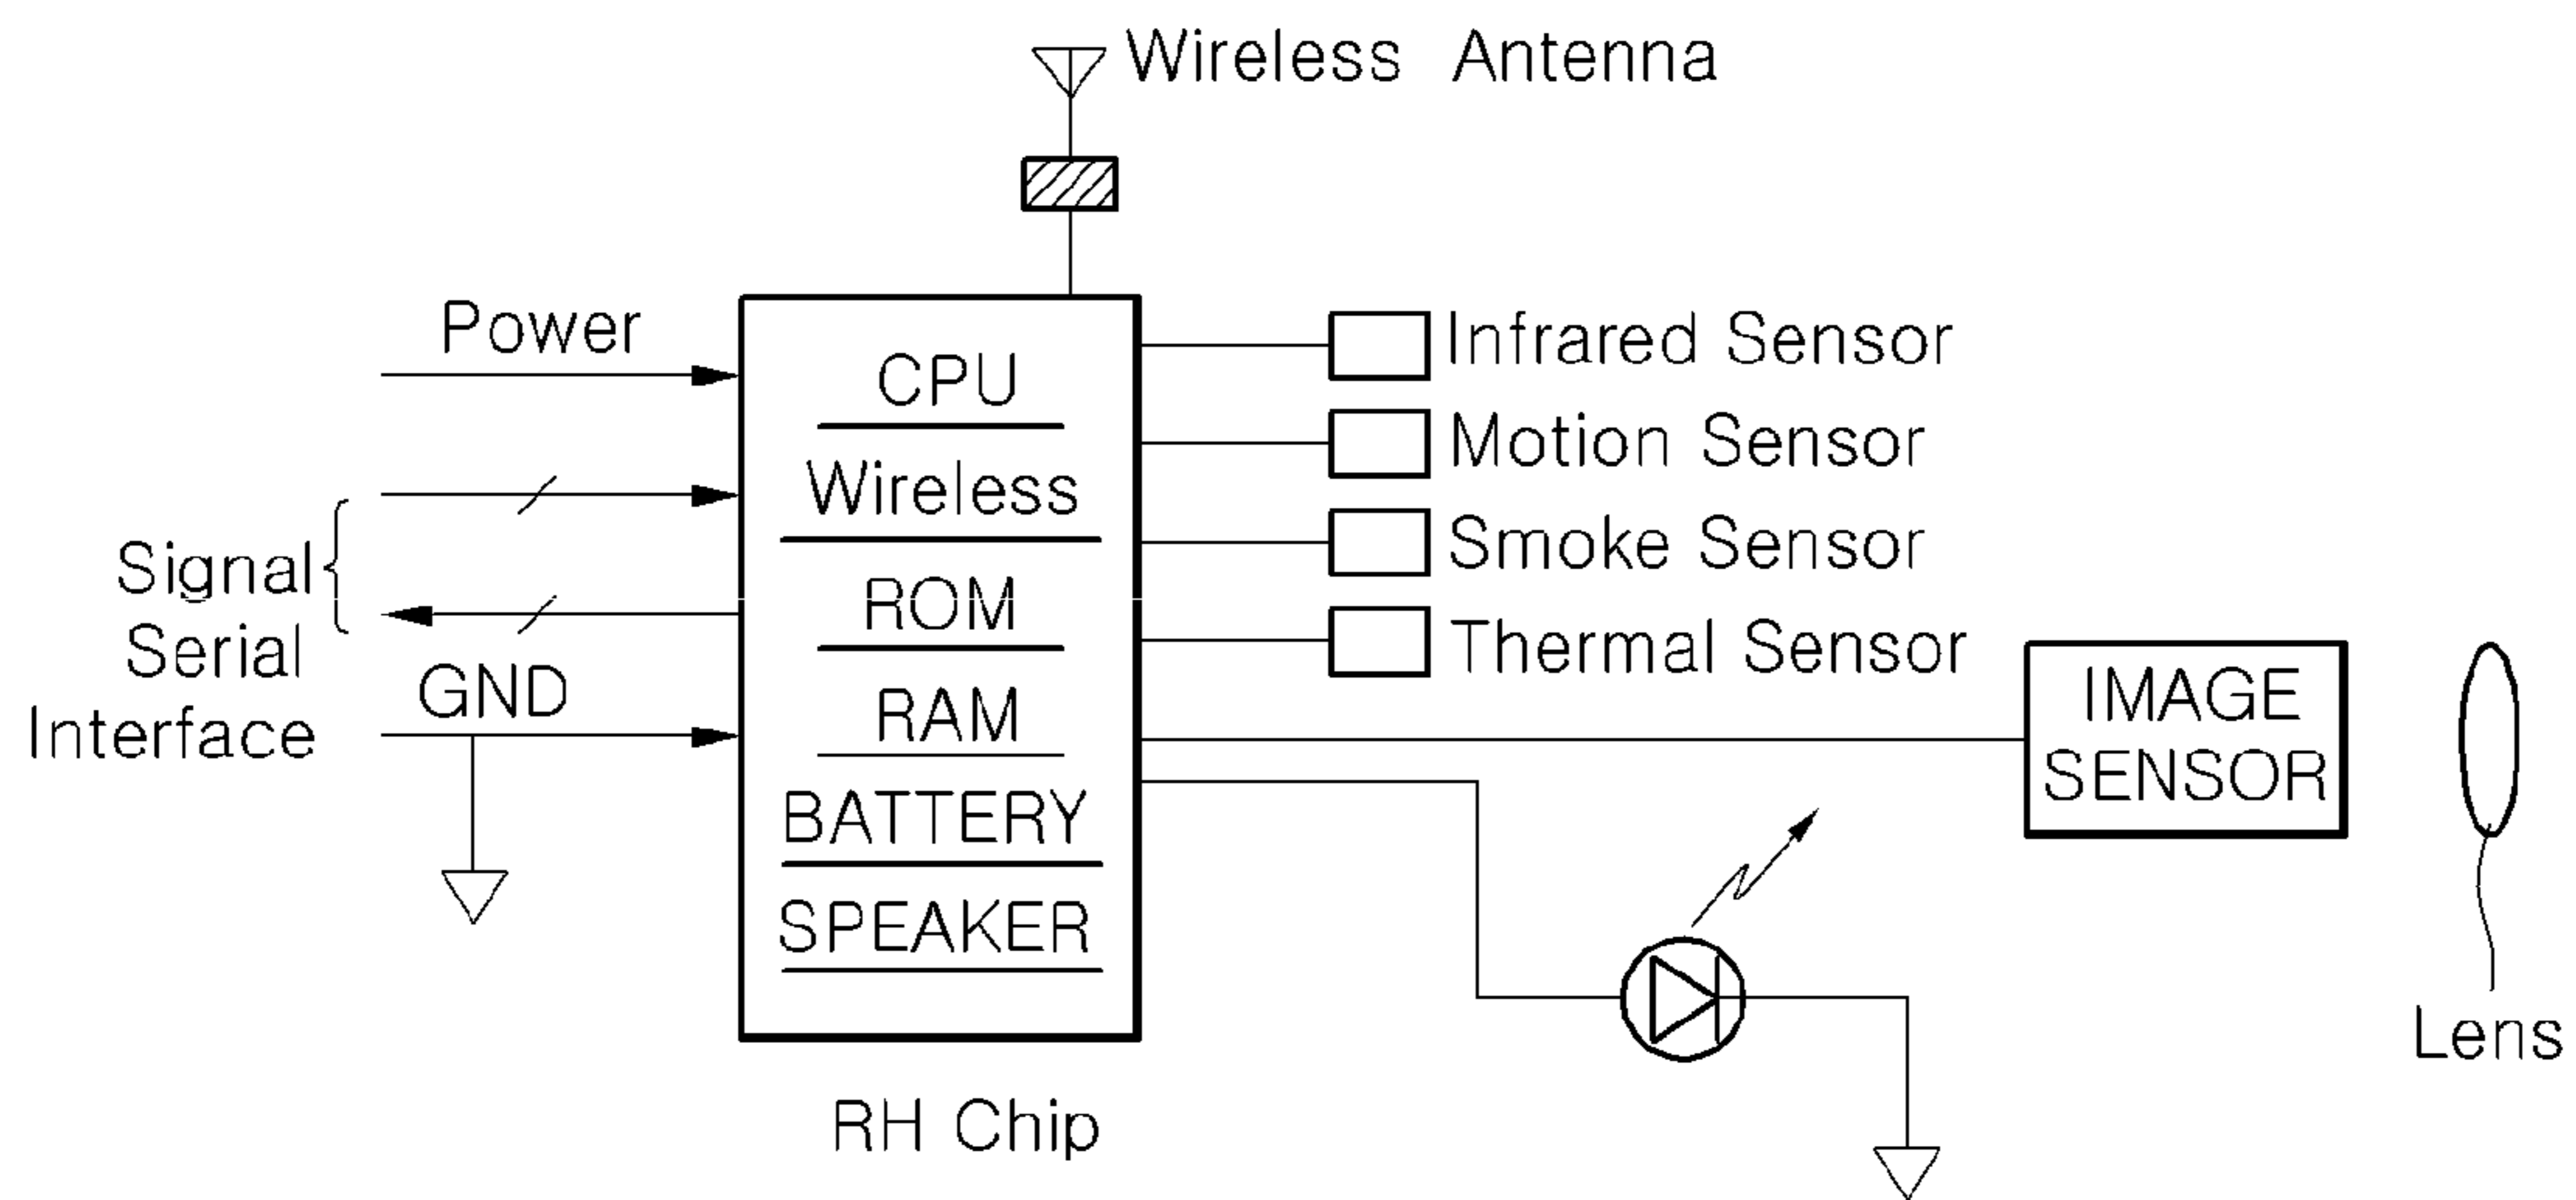 Wireless Antenna
Power
Signal
Serial
Interface
GND
CPU
Wireless
ROM
RAM
BATTERY
SPEAKER
RH Chip
Infrared Sensor
Motion Sensor
Smoke Sensor
Thermal Sensor
IMAGE
SENSOR
Lens